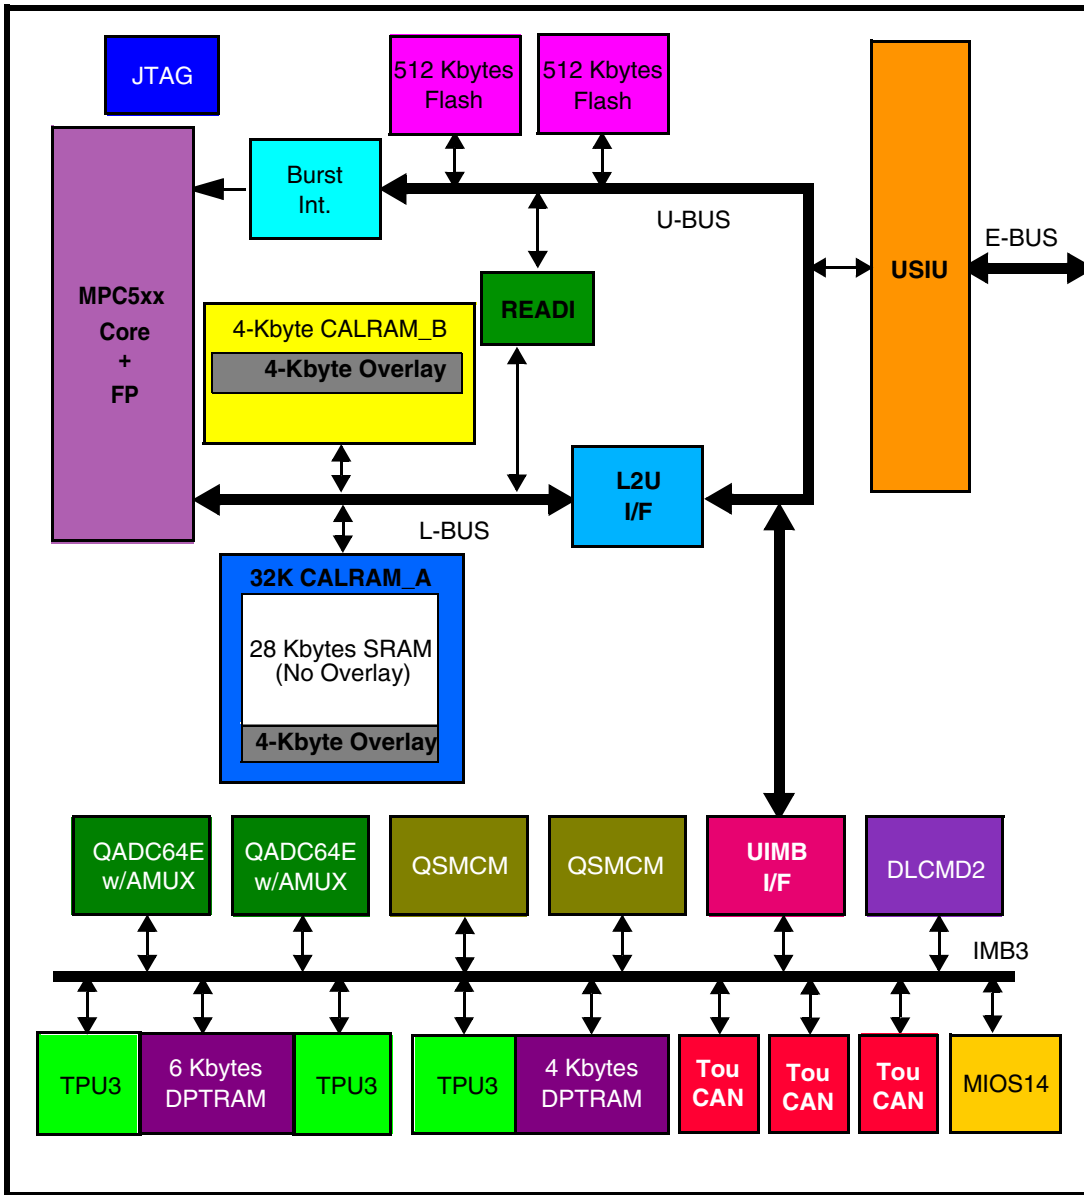 JTAG
512 Kbytes
Flash
512 Kbytes
Flash
Burst
Int.
U-BUS
E-BUS
USIU
MPC5xx
Core
+
FP
READI
4-Kbyte CALRAM_B
4-Kbyte Overlay
L2U
I/F
L-BUS
32K CALRAM_A
28 Kbytes SRAM
(No Overlay)
4-Kbyte Overlay
QADC64E
w/AMUX
QADC64E
w/AMUX
QSMCM
QSMCM
UIMB
I/F
DLCMD2
IMB3
TPU3
6 Kbytes
DPTRAM
TPU3
TPU3
4 Kbytes
DPTRAM
Tou
CAN
Tou
CAN
Tou
CAN
MIOS14